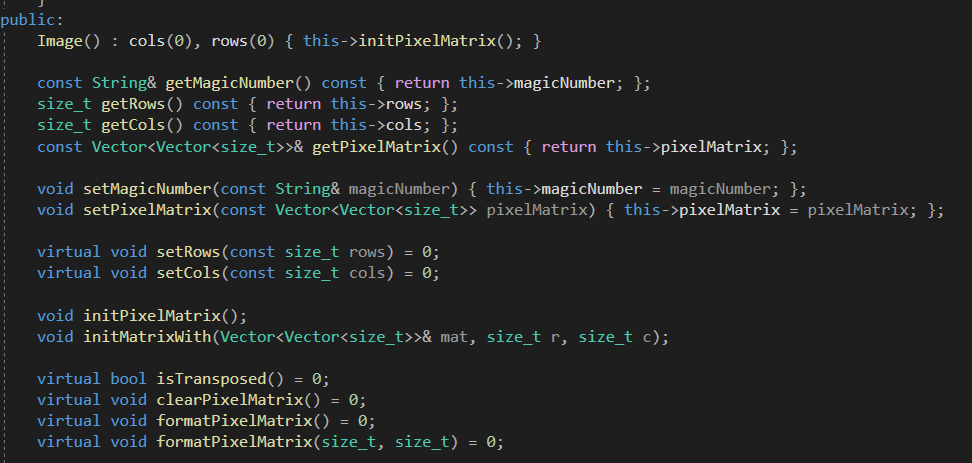 }
public:
Image() : cols(0), rows(0) { this->initPixelMatrix(); }
const String& getMagicNumber() const { return this->magicNumber; };
size_t getRows() const { return this->rows; };
size_t getCols() const { return this->cols; };
const Vector<Vector<size_t>>& getPixelMatrix() const { return this->pixelMatrix; };
void setMagicNumber(const String& magicNumber) { this->magicNumber = magicNumber; };
void setPixelMatrix(const Vector<Vector<size_t>> pixelMatrix) { this->pixelMatrix = pixelMatrix; };
virtual void setRows(const size_t rows) = 0;
virtual void setCols(const size_t cols) = 0;
void initPixelMatrix();
void initMatrixWith(Vector<Vector<size_t>>& mat, size_t r, size_t c);
virtual bool isTransposed() = 0;
virtual void clearPixelMatrix() = 0;
virtual void formatPixelMatrix() = 0;
virtual void formatPixelMatrix(size_t, size_t) = 0;